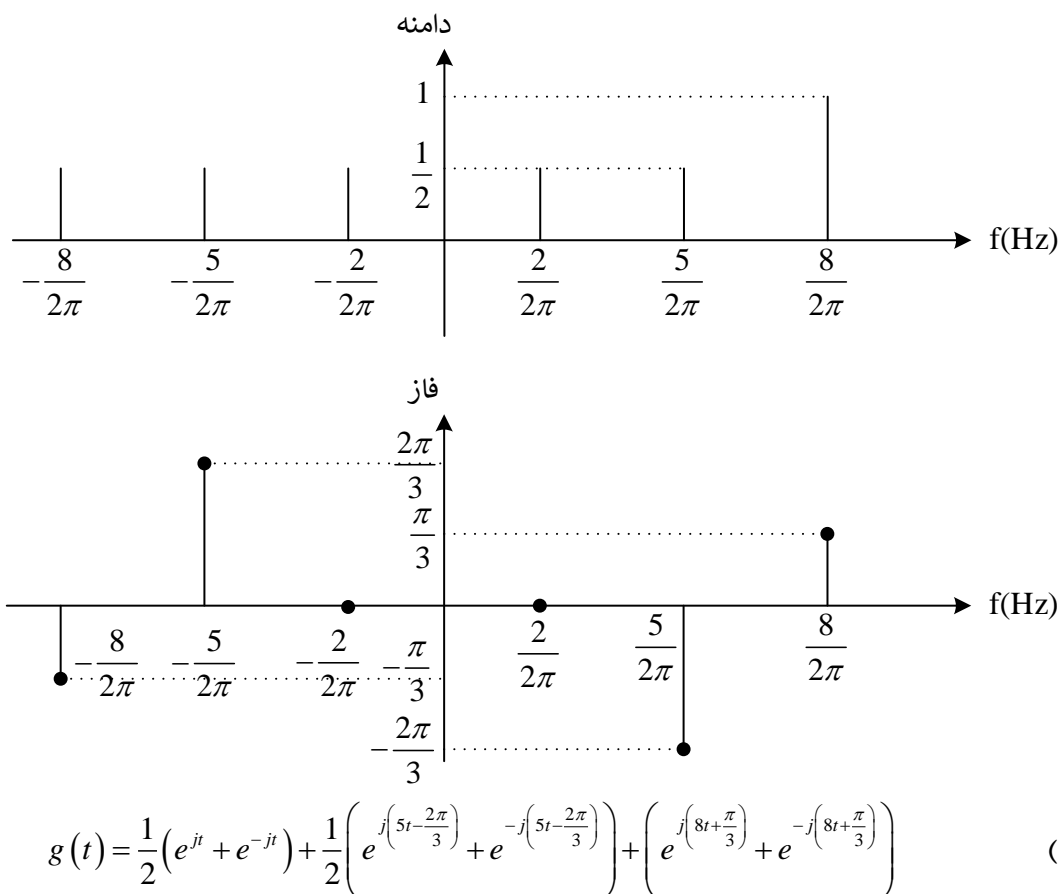 دامنه
1
1/2
f(Hz)
-8/2π -5/2π -2/2π 2/2π 5/2π 8/2π
فاز
2π/3
π/3
f(Hz)
-8/2π -5/2π -2/2π -π/3 2/2π 5/2π 8/2π
-2π/3
g(t) = 1/2(e^{jt} + e^{-jt}) + 1/2(e^{j(5t-2π/3)} + e^{-j(5t-2π/3)}) + (e^{j(8t+π/3)} + e^{-j(8t+π/3)}) (